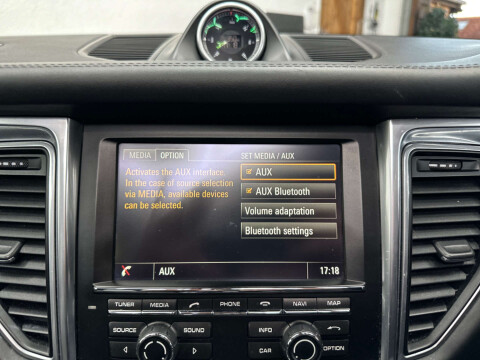 MEDIA OPTION
SET MEDIA / AUX
Activates the AUX interface.
In the case of source selection
via MEDIA, available devices
can be selected.
AUX
AUX Bluetooth
Volume adaptation
Bluetooth settings
AUX 17:18
TUNER MEDIA PHONE NAVI MAP
SOURCE SOUND INFO
CAR OPTION